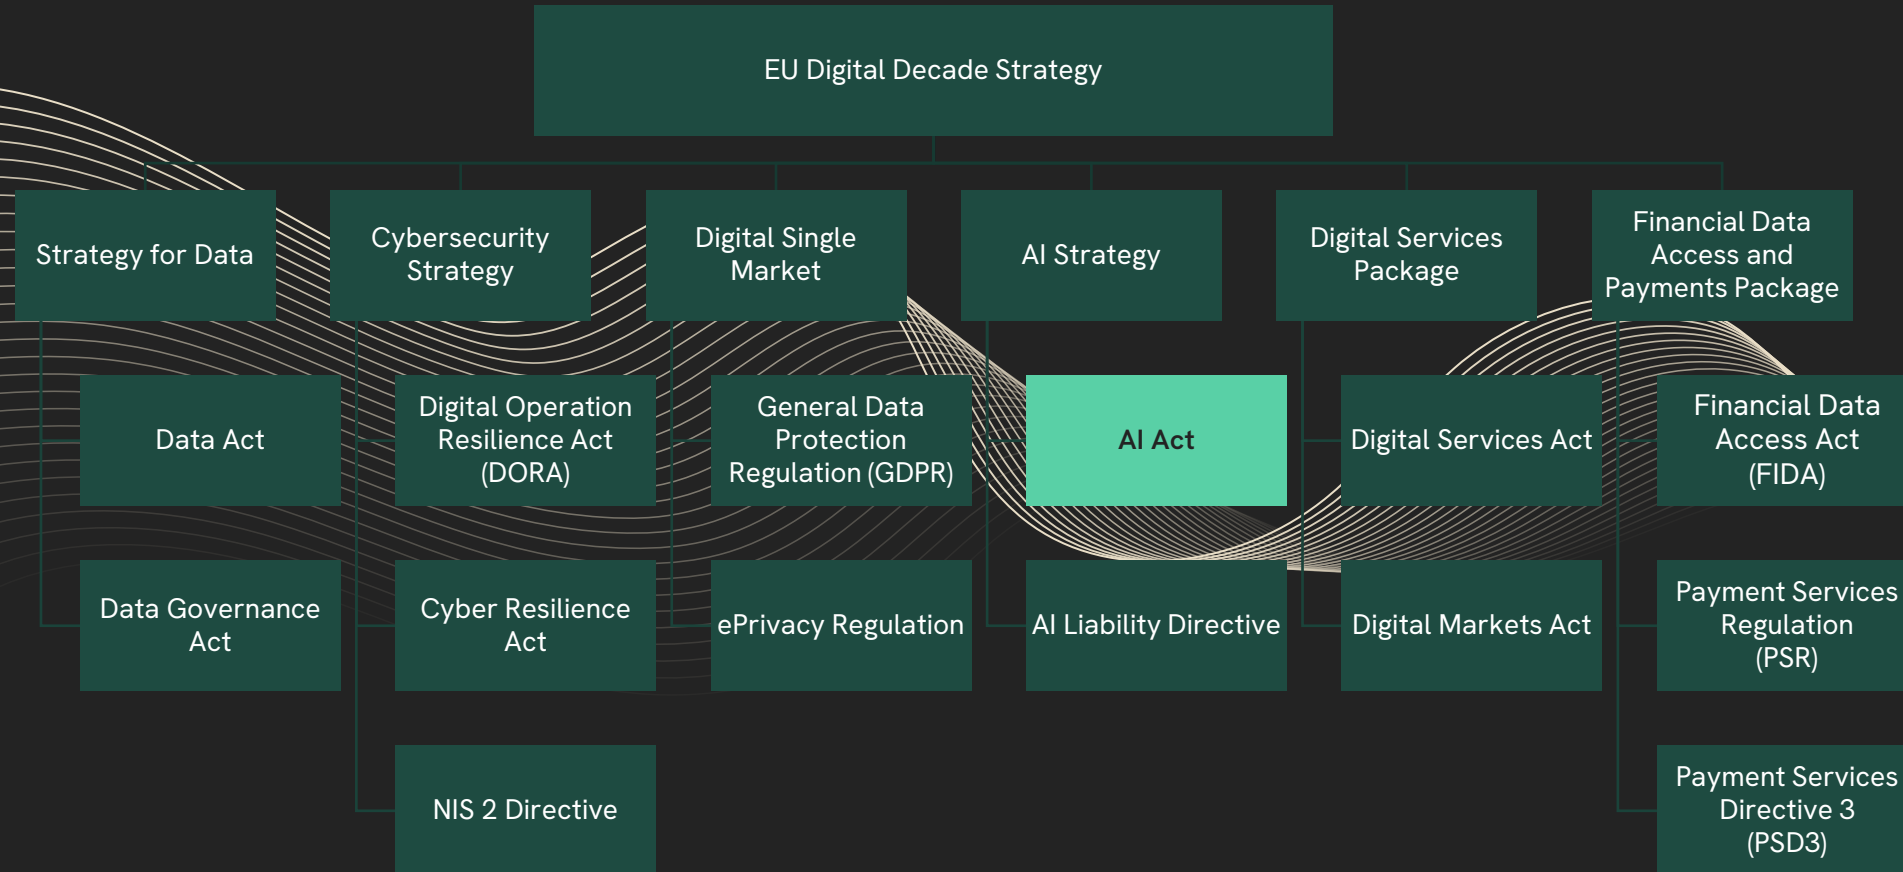 EU Digital Decade Strategy
Strategy for Data
Cybersecurity
Strategy
Digital Single
Market
AI Strategy
Digital Services
Package
Financial Data
Access and
Payments Package
Data Act
Digital Operation
Resilience Act
(DORA)
General Data
Protection
Regulation (GDPR)
AI Act
Digital Services Act
Financial Data
Access Act
(FIDA)
Data Governance
Act
Cyber Resilience
Act
ePrivacy Regulation
AI Liability Directive
Digital Markets Act
Payment Services
Regulation
(PSR)
NIS 2 Directive
Payment Services
Directive 3
(PSD3)